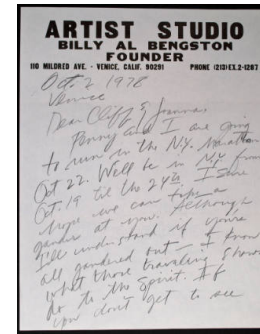 ARTIST STUDIO
BILLY AL BENGSTON
FOUNDER
110 MILDRED AVE. · VENICE, CALIF. 90291 PHONE (213) EX.2-1287
Oct. 2 1978
Venice
Dear Cliff & Joanna
Penny and I are going
to run in the N.Y. Marathon
Oct 22. We'll be in N.Y. from
Oct. 19 til the 24th. I sure
hope we can take a
gander at you. Although
I'll understand if you're
all gandered out — I know
what those traveling shows
do to the spirit. If
you don't get to see